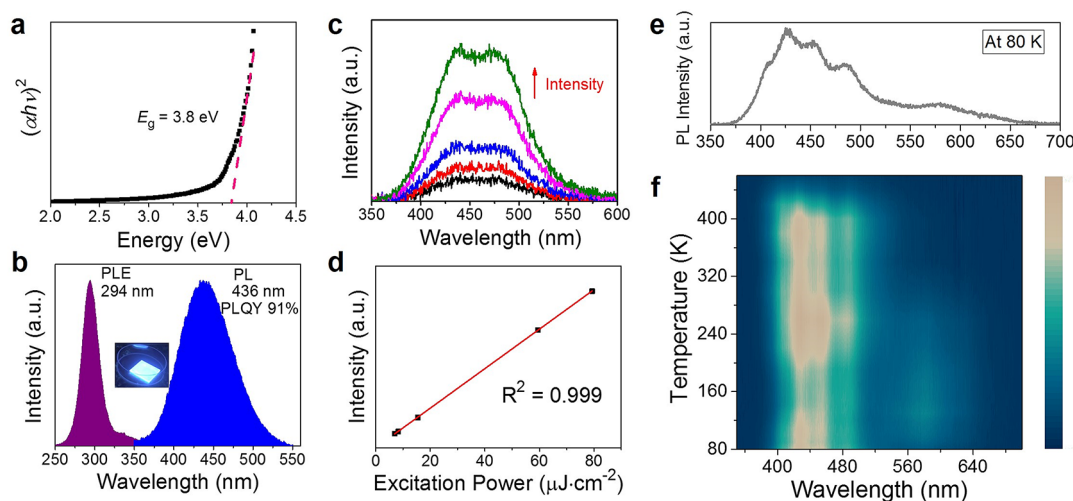 a
(αhν)²
E_g = 3.8 eV
2.0 2.5 3.0 3.5 4.0 4.5
Energy (eV)
b
PLE
294 nm
PL
436 nm
PLQY 91%
Intensity (a.u.)
250 300 350 400 450 500 550
Wavelength (nm)
c
Intensity (a.u.)
Intensity
350 400 450 500 550 600
Wavelength (nm)
d
Intensity (a.u.)
R² = 0.999
0 20 40 60 80
Excitation Power (μJ·cm⁻²)
e
PL Intensity (a.u.)
At 80 K
350 400 450 500 550 600 650 700
f
Temperature (K)
400
320
240
160
80
400 480 560 640
Wavelength (nm)